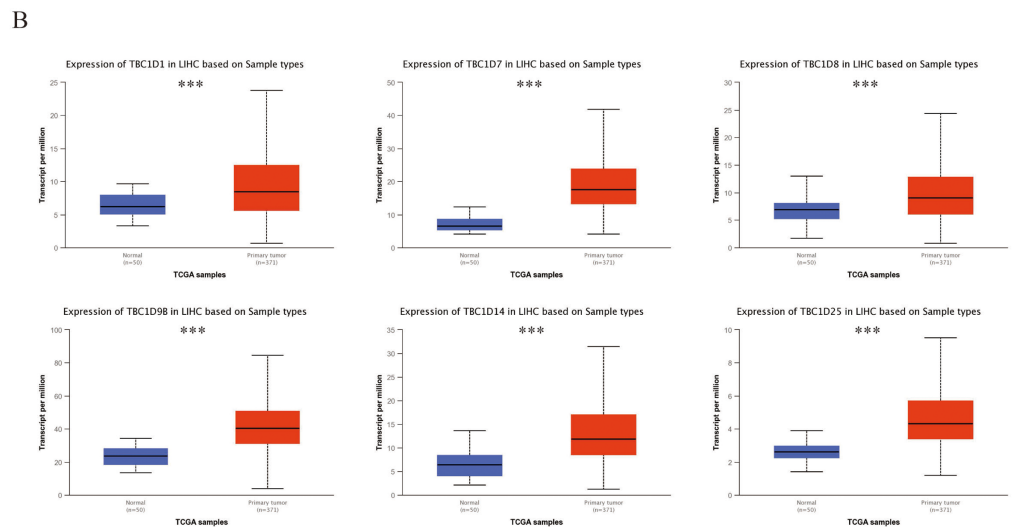 B
Expression of TBC1D1 in LIHC based on Sample types
***
Transcript per million
25
20
15
10
5
0
Normal
(n=50)
Primary tumor
(n=371)
TCGA samples
Expression of TBC1D7 in LIHC based on Sample types
***
Transcript per million
50
40
30
20
10
0
Normal
(n=50)
Primary tumor
(n=371)
TCGA samples
Expression of TBC1D8 in LIHC based on Sample types
***
Transcript per million
30
25
20
15
10
5
0
Normal
(n=50)
Primary tumor
(n=371)
TCGA samples
Expression of TBC1D9B in LIHC based on Sample types
***
Transcript per million
100
80
60
40
20
0
Normal
(n=50)
Primary tumor
(n=371)
TCGA samples
Expression of TBC1D14 in LIHC based on Sample types
***
Transcript per million
35
30
25
20
15
10
5
0
Normal
(n=50)
Primary tumor
(n=371)
TCGA samples
Expression of TBC1D25 in LIHC based on Sample types
***
Transcript per million
10
8
6
4
2
0
Normal
(n=50)
Primary tumor
(n=371)
TCGA samples